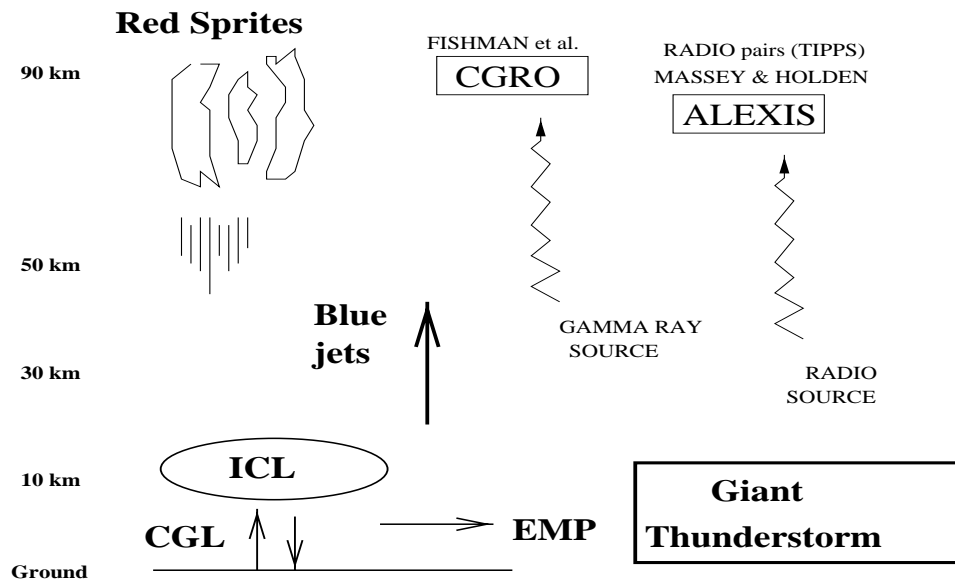 Red Sprites
90 km
FISHMAN et al.
CGRO
RADIO pairs (TIPPS)
MASSEY & HOLDEN
ALEXIS
50 km
Blue
jets
GAMMA RAY
SOURCE
30 km
RADIO
SOURCE
10 km
ICL
CGL
EMP
Giant
Thunderstorm
Ground